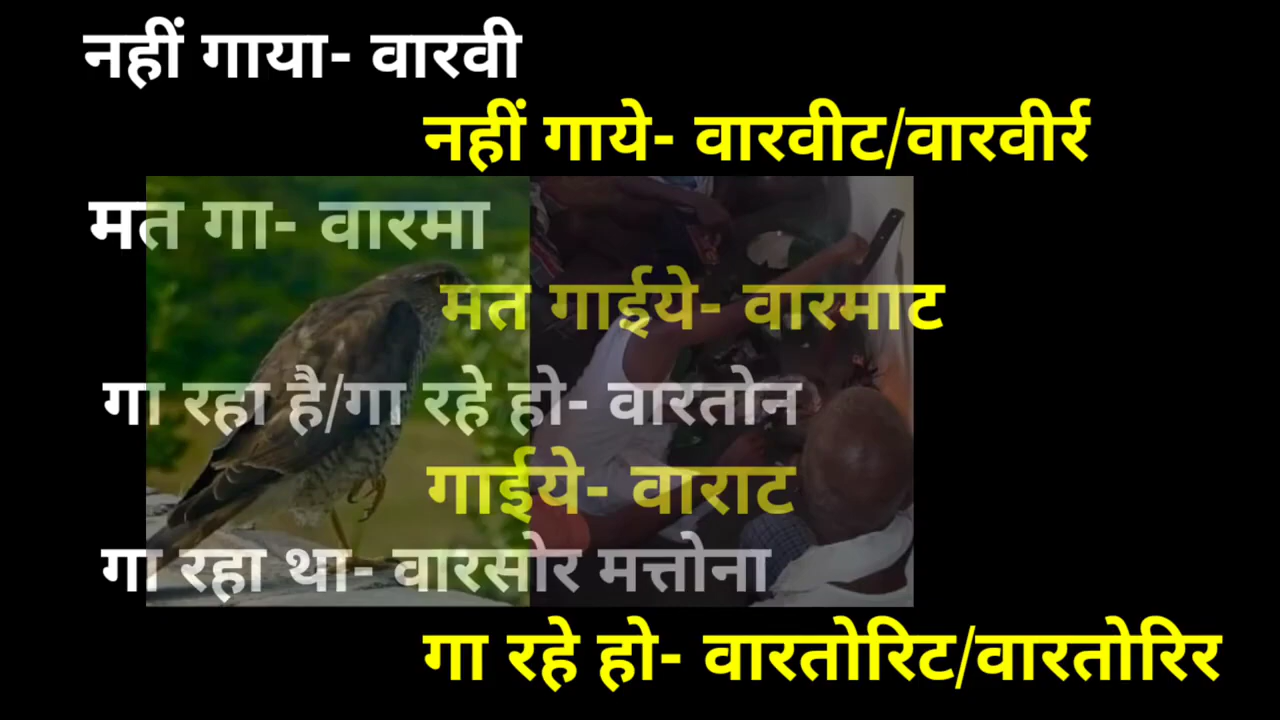 नहीं गाया- वारवी
नहीं गाये- वारवीट/वारवीर्र
मत गा- वारमा
मत गाईये- वारमाट
गा रहा है/गा रहे हो- वारतोन
गाईये- वाराट
गा रहा था- वारसोर मत्तोना
गा रहे हो- वारतोरिट/वारतोरिर